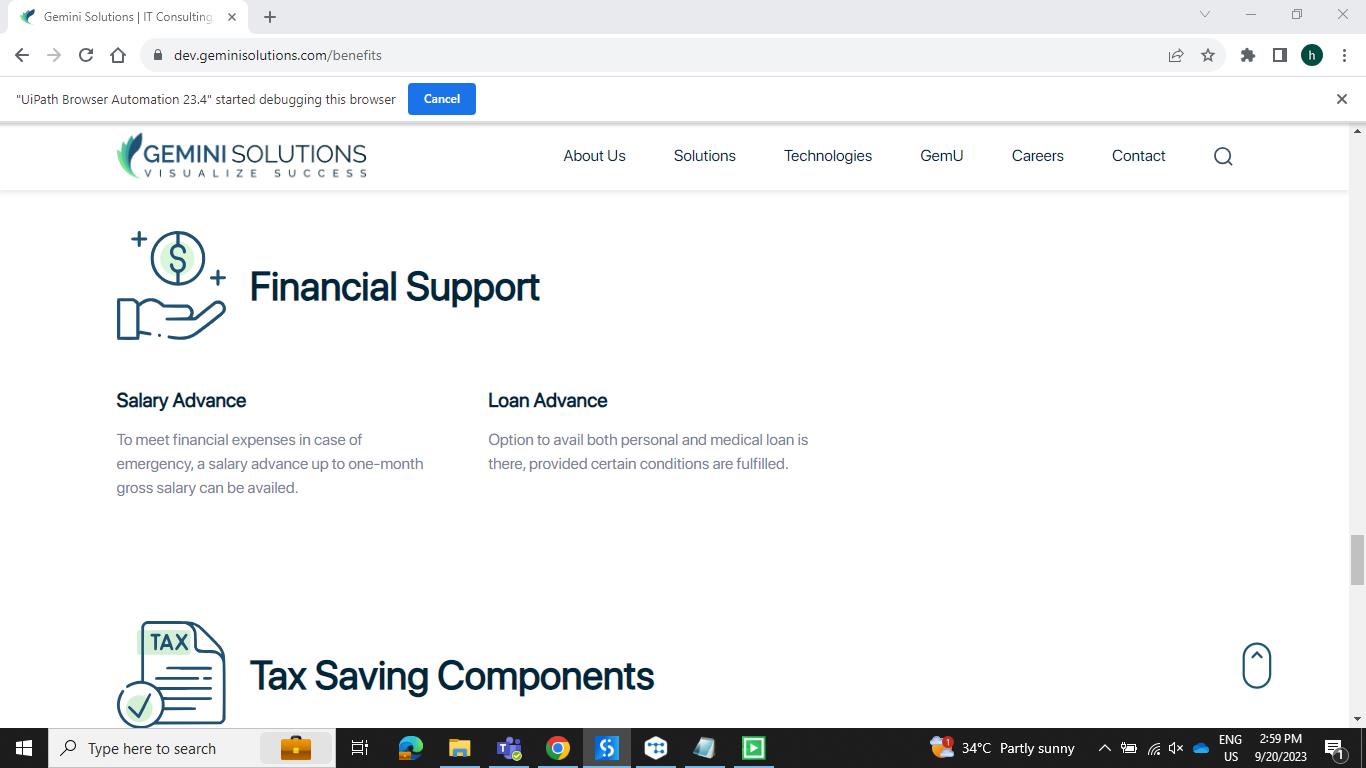 Gemini Solutions | IT Consulting
dev.geminisolutions.com/benefits
h
"UiPath Browser Automation 23.4" started debugging this browser
Cancel
GEMINI SOLUTIONS
VISUALIZE SUCCESS
About Us
Solutions
Technologies
GemU
Careers
Contact
$
Financial Support
Salary Advance
To meet financial expenses in case of
emergency, a salary advance up to one-month
gross salary can be availed.
Loan Advance
Option to avail both personal and medical loan is
there, provided certain conditions are fulfilled.
TAX
Tax Saving Components
Type here to search
1
34°C Partly sunny
ENG
US
2:59 PM
9/20/2023
1